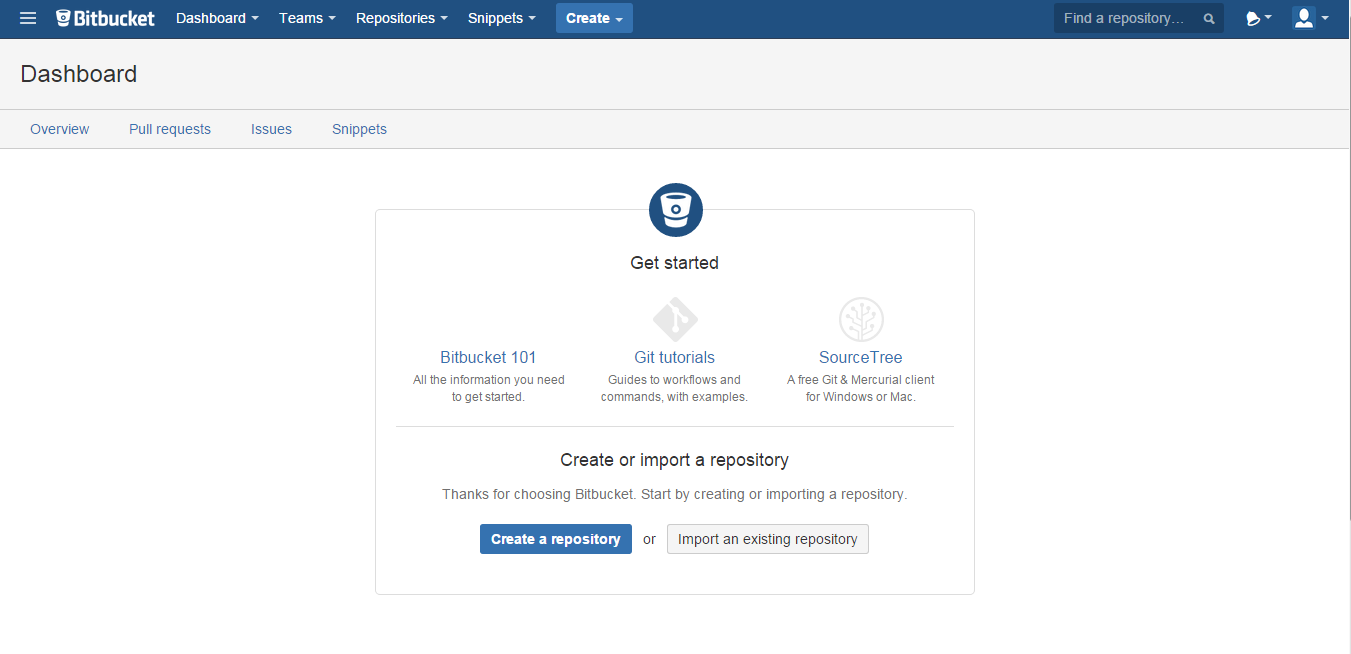 Bitbucket Dashboard Teams Repositories Snippets Create Find a repository...
Dashboard
Overview Pull requests Issues Snippets
Get started
Bitbucket 101 Git tutorials SourceTree
All the information you need Guides to workflows and A free Git & Mercurial client
to get started. commands, with examples. for Windows or Mac.
Create or import a repository
Thanks for choosing Bitbucket. Start by creating or importing a repository.
Create a repository or Import an existing repository